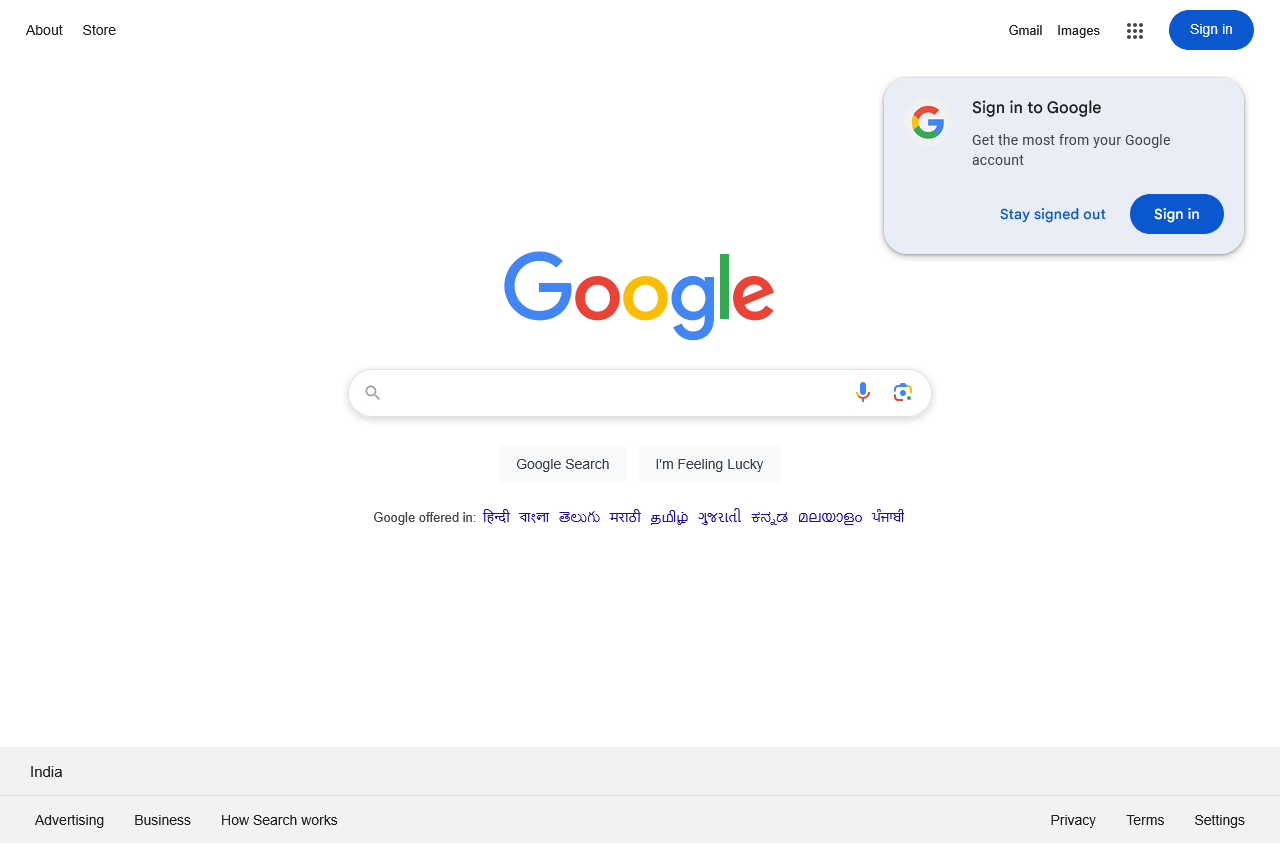 About Store Gmail Images Sign in
Sign in to Google
Get the most from your Google
account
Stay signed out Sign in
Google
Google Search I'm Feeling Lucky
Google offered in: हिन्दी বাংলা తెలుగు मराठी தமிழ் ગુજરાતી ಕನ್ನಡ മലയാളം ਪੰਜਾਬੀ
India
Advertising Business How Search works Privacy Terms Settings